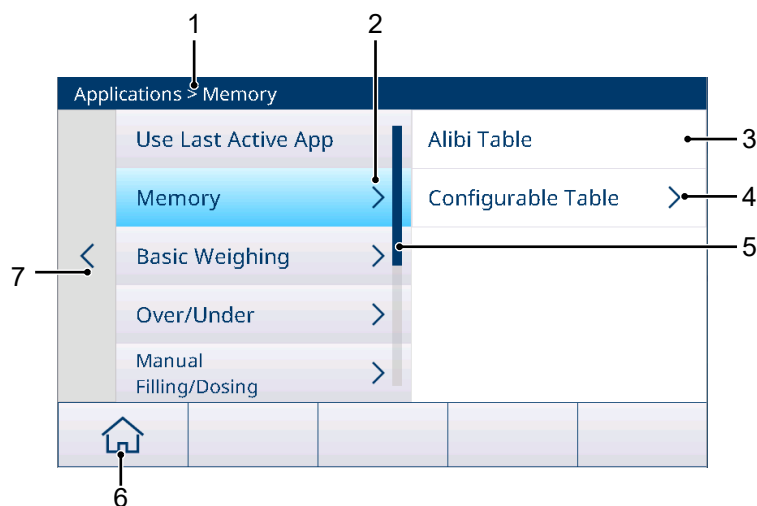 1 2
Applications > Memory
Use Last Active App
Alibi Table
3
Memory
Configurable Table
4
Basic Weighing
5
7
Over/Under
Manual
Filling/Dosing
6